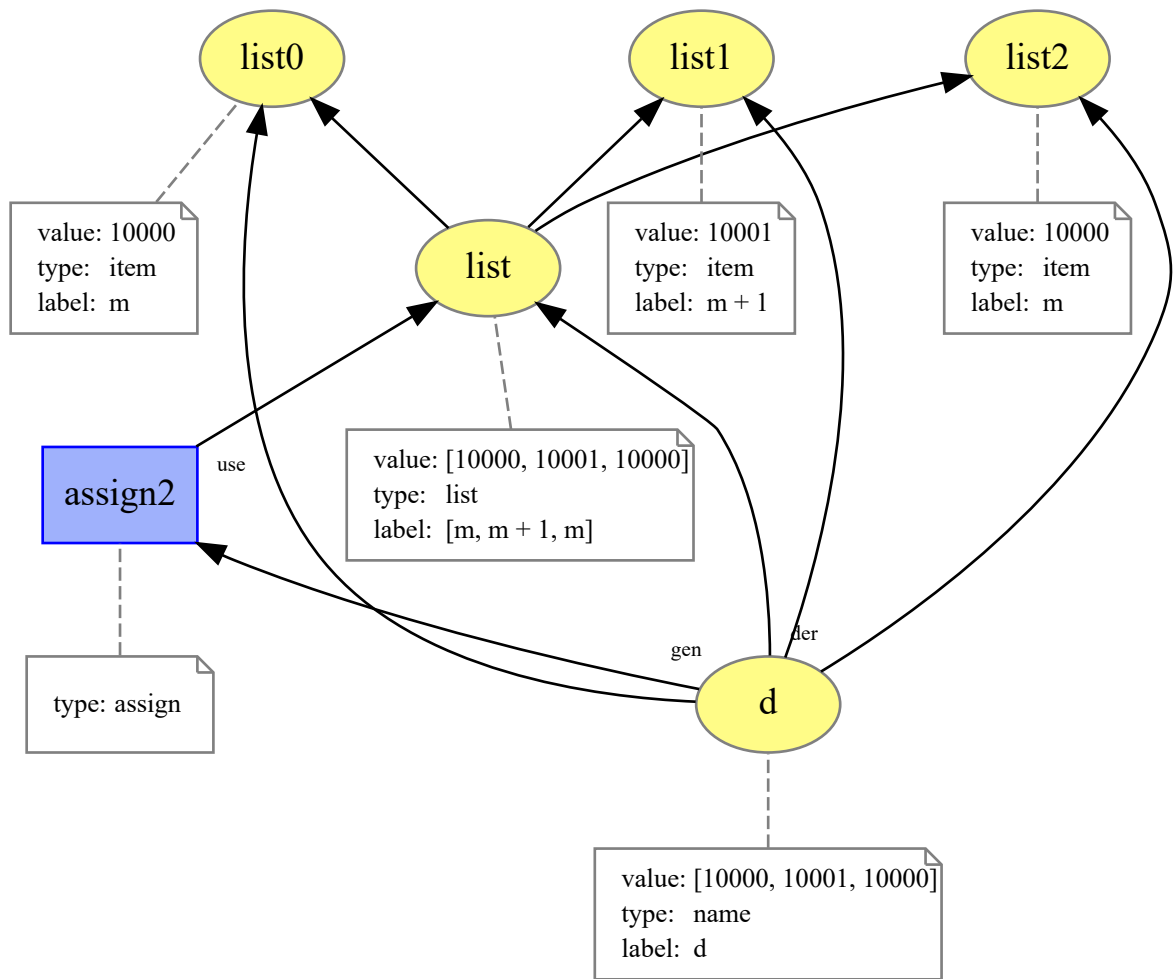 list0
list1
list2
value: 10000
type: item
label: m
list
value: 10001
type: item
label: m + 1
value: 10000
type: item
label: m
assign2
use
value: [10000, 10001, 10000]
type: list
label: [m, m + 1, m]
gen
der
type: assign
d
value: [10000, 10001, 10000]
type: name
label: d